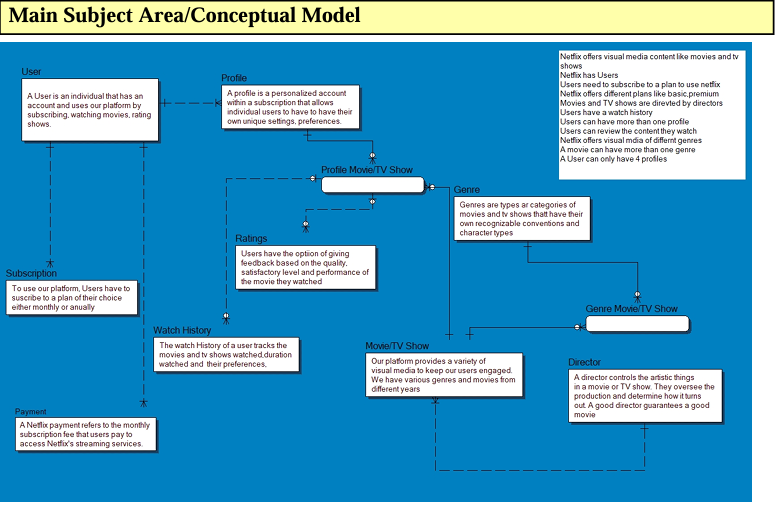 Main Subject Area/Conceptual Model
Netflix offers visual media content like movies and tv
shows
Netflix has Users
Users need to subscribe to a plan to use netflix
Netflix offers different plans like basic,premium
Movies and TV shows are direvted by directors
Users have a watch history
Users can have more than one profile
Users can review the content they watch
Netflix offers visual mdia of differnt genres
A movie can have more than one genre
A User can only have 4 profiles
User
A User is an individual that has an
account and uses our platform by
subscribing, watching movies, rating
shows.
Profile
A profile is a personalized account
within a subscription that allows
individual users to have to have their
own unique settings, preferences.
Profile Movie/TV Show
Genre
Genres are types ar categories of
movies and tv shows thatt have their
own recognizable conventions and
character types
Ratings
Users have the optiion of giving
feedback based on the quality,
satisfactory level and performance of
the movie they watched
Subscription
To use our platform, Users have to
suscribe to a plan of their choice
either monthly or anually
Genre Movie/TV Show
Watch History
The watch History of a user tracks the
movies and tv shows watched,duration
watched and their preferences,
Movie/TV Show
Our platform provides a variety of
visual media to keep our users engaged.
We have various genres and movies from
different years
Director
A director controls the artistic things
in a movie or TV show. They oversee the
production and determine how it turns
out. A good director guarantees a good
movie
Payment
A Netflix payment refers to the monthly
subscription fee that users pay to
access Netflix's streaming services.